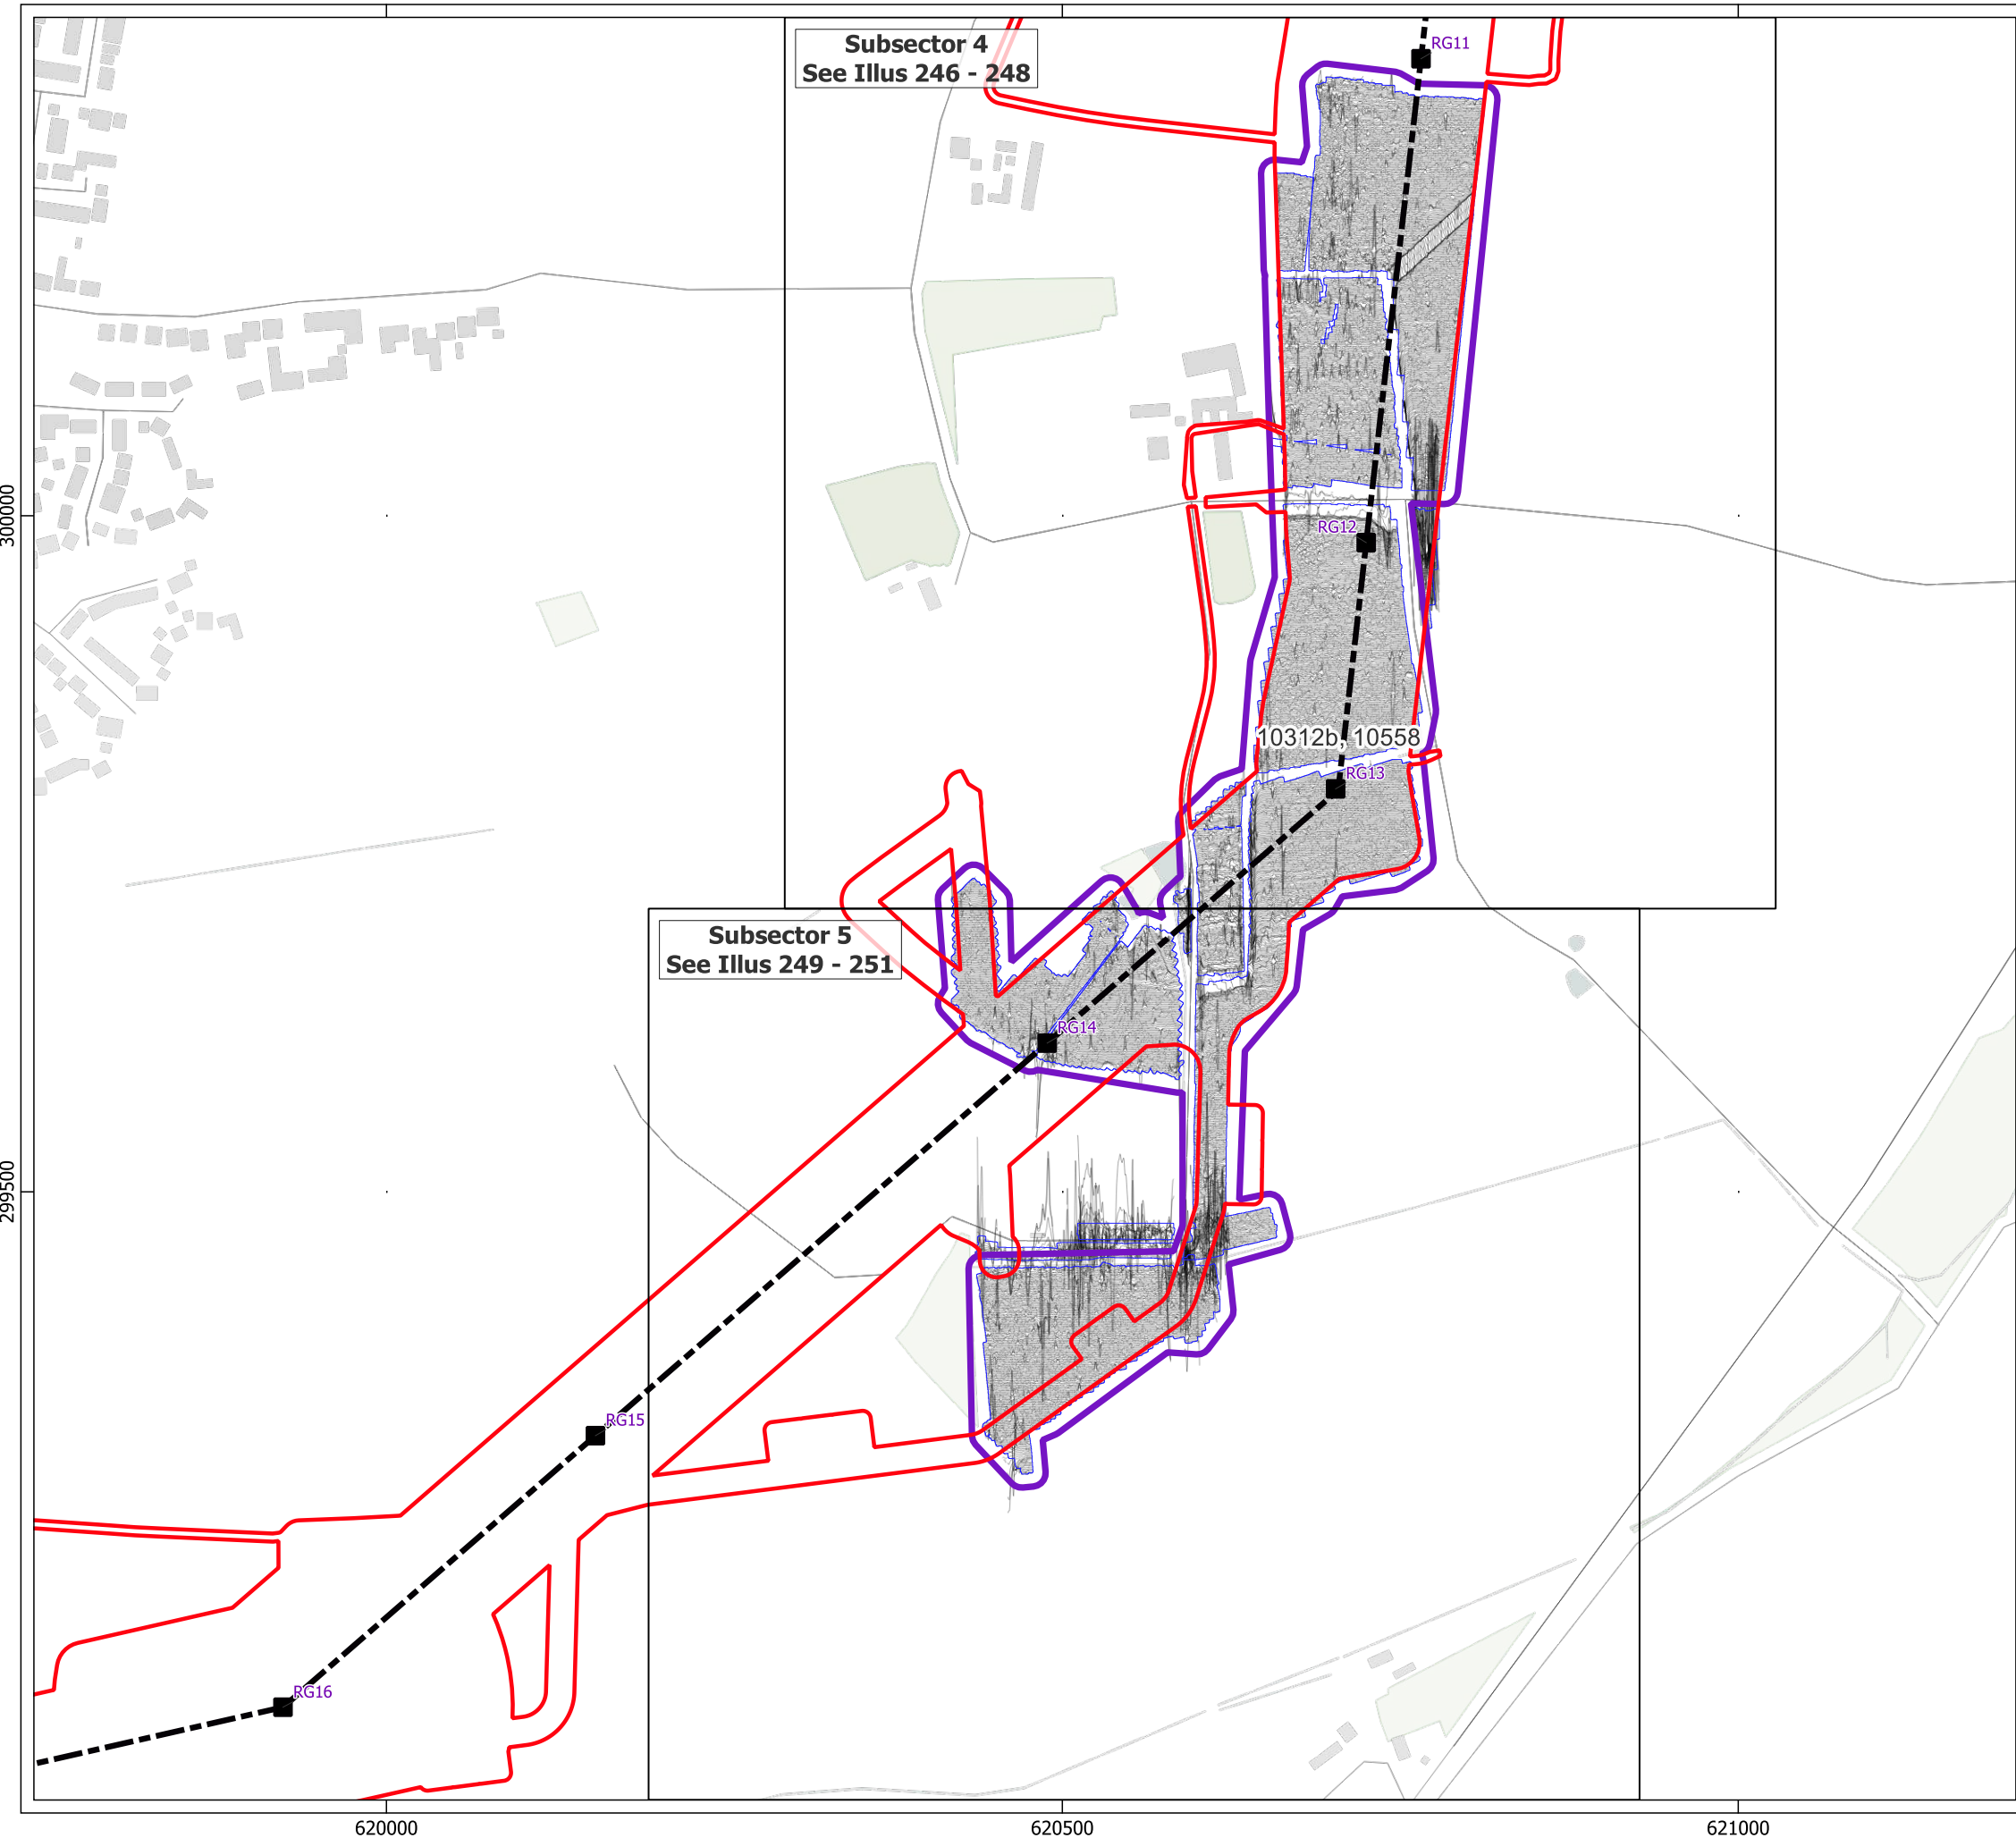 Subsector 4
See Illus 246 - 248
RG11
300000
RG12
10312b, 10558
RG13
Subsector 5
See Illus 249 - 251
RG14
299500
RG15
RG16
620000
620500
621000